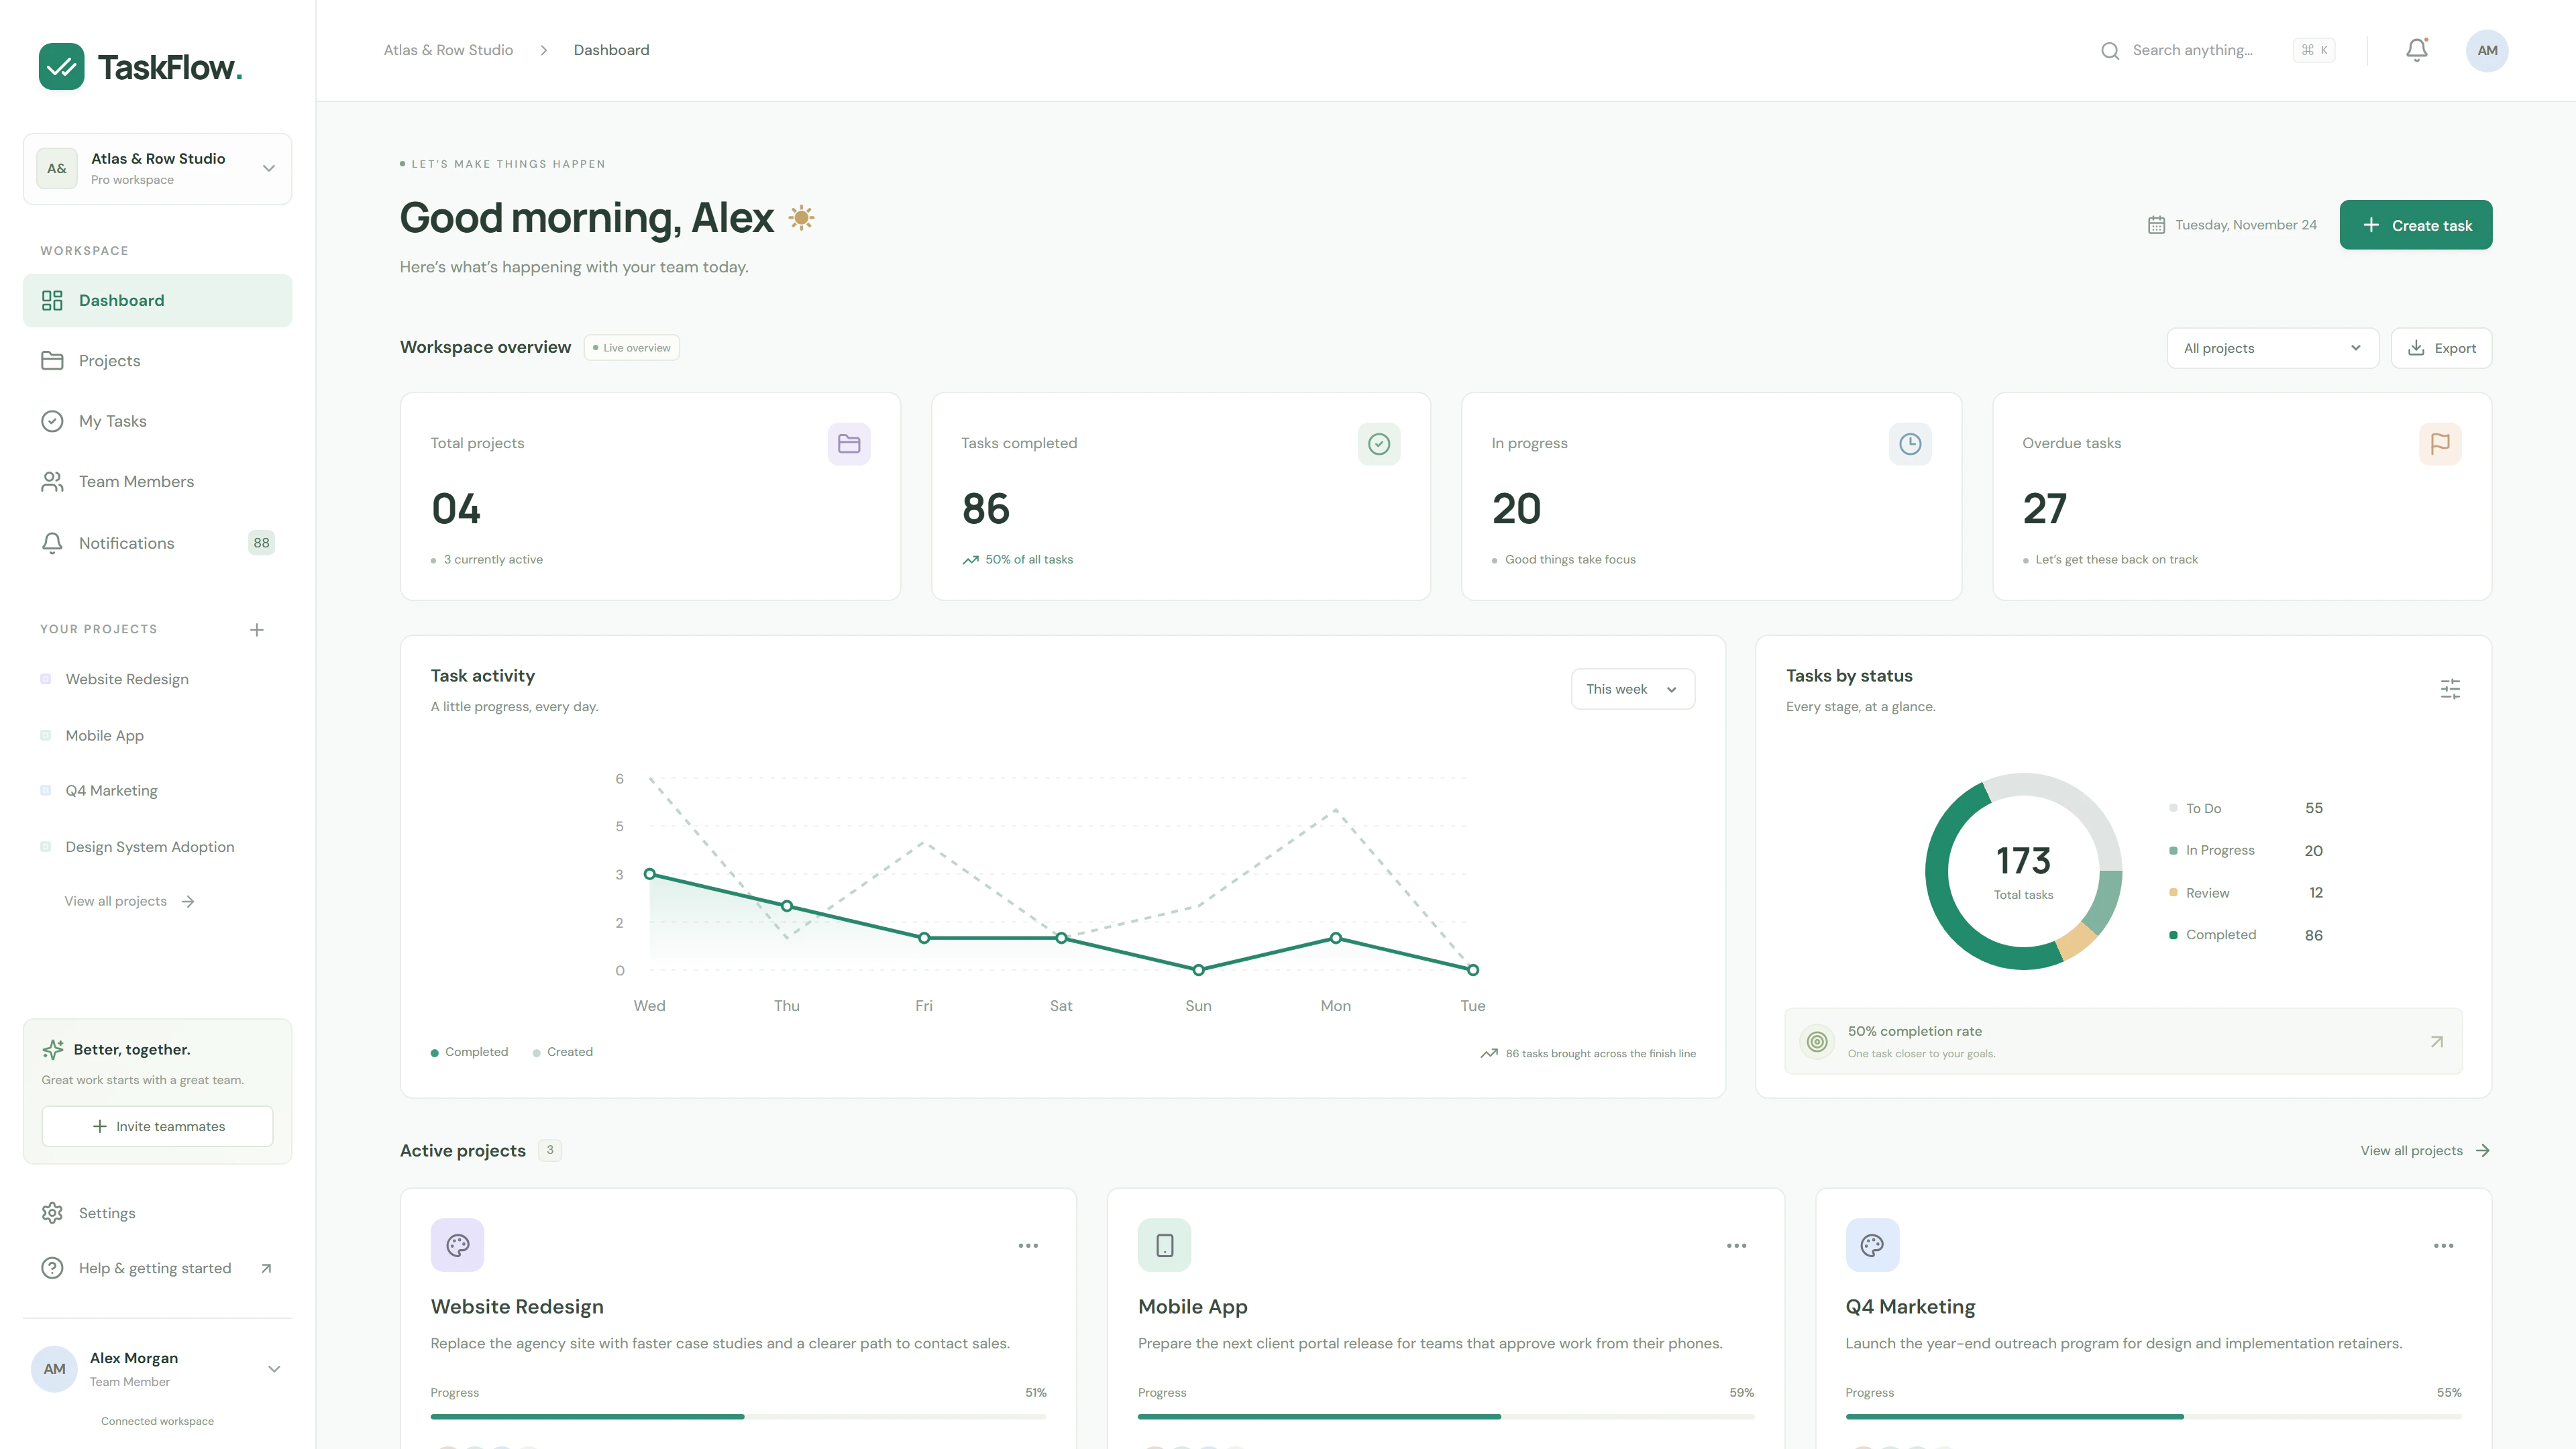 TaskFlow.
A&
Atlas & Row Studio
Pro workspace
WORKSPACE
Dashboard
Projects
My Tasks
Team Members
Notifications 88
YOUR PROJECTS
Website Redesign
Mobile App
Q4 Marketing
Design System Adoption
View all projects
Better, together.
Great work starts with a great team.
Invite teammates
Settings
Help & getting started
AM
Alex Morgan
Team Member
Connected workspace
Atlas & Row Studio Dashboard
Search anything... ⌘ K
AM
LET'S MAKE THINGS HAPPEN
Good morning, Alex
Here's what's happening with your team today.
Tuesday, November 24
Create task
Workspace overview
Live overview
All projects
Export
Total projects
04
3 currently active
Tasks completed
86
50% of all tasks
In progress
20
Good things take focus
Overdue tasks
27
Let's get these back on track
Task activity
A little progress, every day.
This week
6
5
3
2
0
Wed Thu Fri Sat Sun Mon Tue
Completed Created
86 tasks brought across the finish line
Tasks by status
Every stage, at a glance.
173
Total tasks
To Do 55
In Progress 20
Review 12
Completed 86
50% completion rate
One task closer to your goals.
Active projects 3
View all projects
Website Redesign
Replace the agency site with faster case studies and a clearer path to contact sales.
Progress 51%
Mobile App
Prepare the next client portal release for teams that approve work from their phones.
Progress 59%
Q4 Marketing
Launch the year-end outreach program for design and implementation retainers.
Progress 55%